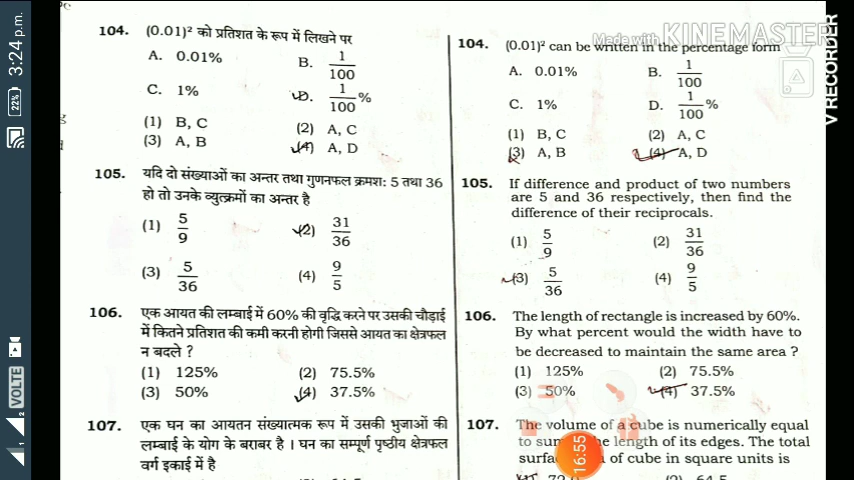 3:24 p.m.
22%
VOLTE
Made with KINEMASTER
V RECORDER
104. (0.01)² को प्रतिशत के रूप में लिखने पर
A. 0.01% B. 1/100
C. 1% D. 1/100 %
(1) B, C (2) A, C
(3) A, B (4) A, D
105. यदि दो संख्याओं का अन्तर तथा गुणनफल क्रमश: 5 तथा 36
हो तो उनके व्युत्क्रमों का अन्तर है
(1) 5/9 (2) 31/36
(3) 5/36 (4) 9/5
106. एक आयत की लम्बाई में 60% की वृद्धि करने पर उसकी चौड़ाई
में कितने प्रतिशत की कमी करनी होगी जिससे आयत का क्षेत्रफल
न बदले ?
(1) 125% (2) 75.5%
(3) 50% (4) 37.5%
107. एक घन का आयतन संख्यात्मक रूप में उसकी भुजाओं की
लम्बाई के योग के बराबर है। घन का सम्पूर्ण पृष्ठीय क्षेत्रफल
वर्ग इकाई में है
104. (0.01)² can be written in the percentage form
A. 0.01% B. 1/100
C. 1% D. 1/100 %
(1) B, C (2) A, C
(3) A, B (4) A, D
105. If difference and product of two numbers
are 5 and 36 respectively, then find the
difference of their reciprocals.
(1) 5/9 (2) 31/36
(3) 5/36 (4) 9/5
106. The length of rectangle is increased by 60%.
By what percent would the width have to
be decreased to maintain the same area ?
(1) 125% (2) 75.5%
(3) 50% (4) 37.5%
107. The volume of a cube is numerically equal
to the length of its edges. The total
of cube in square units is
16:55